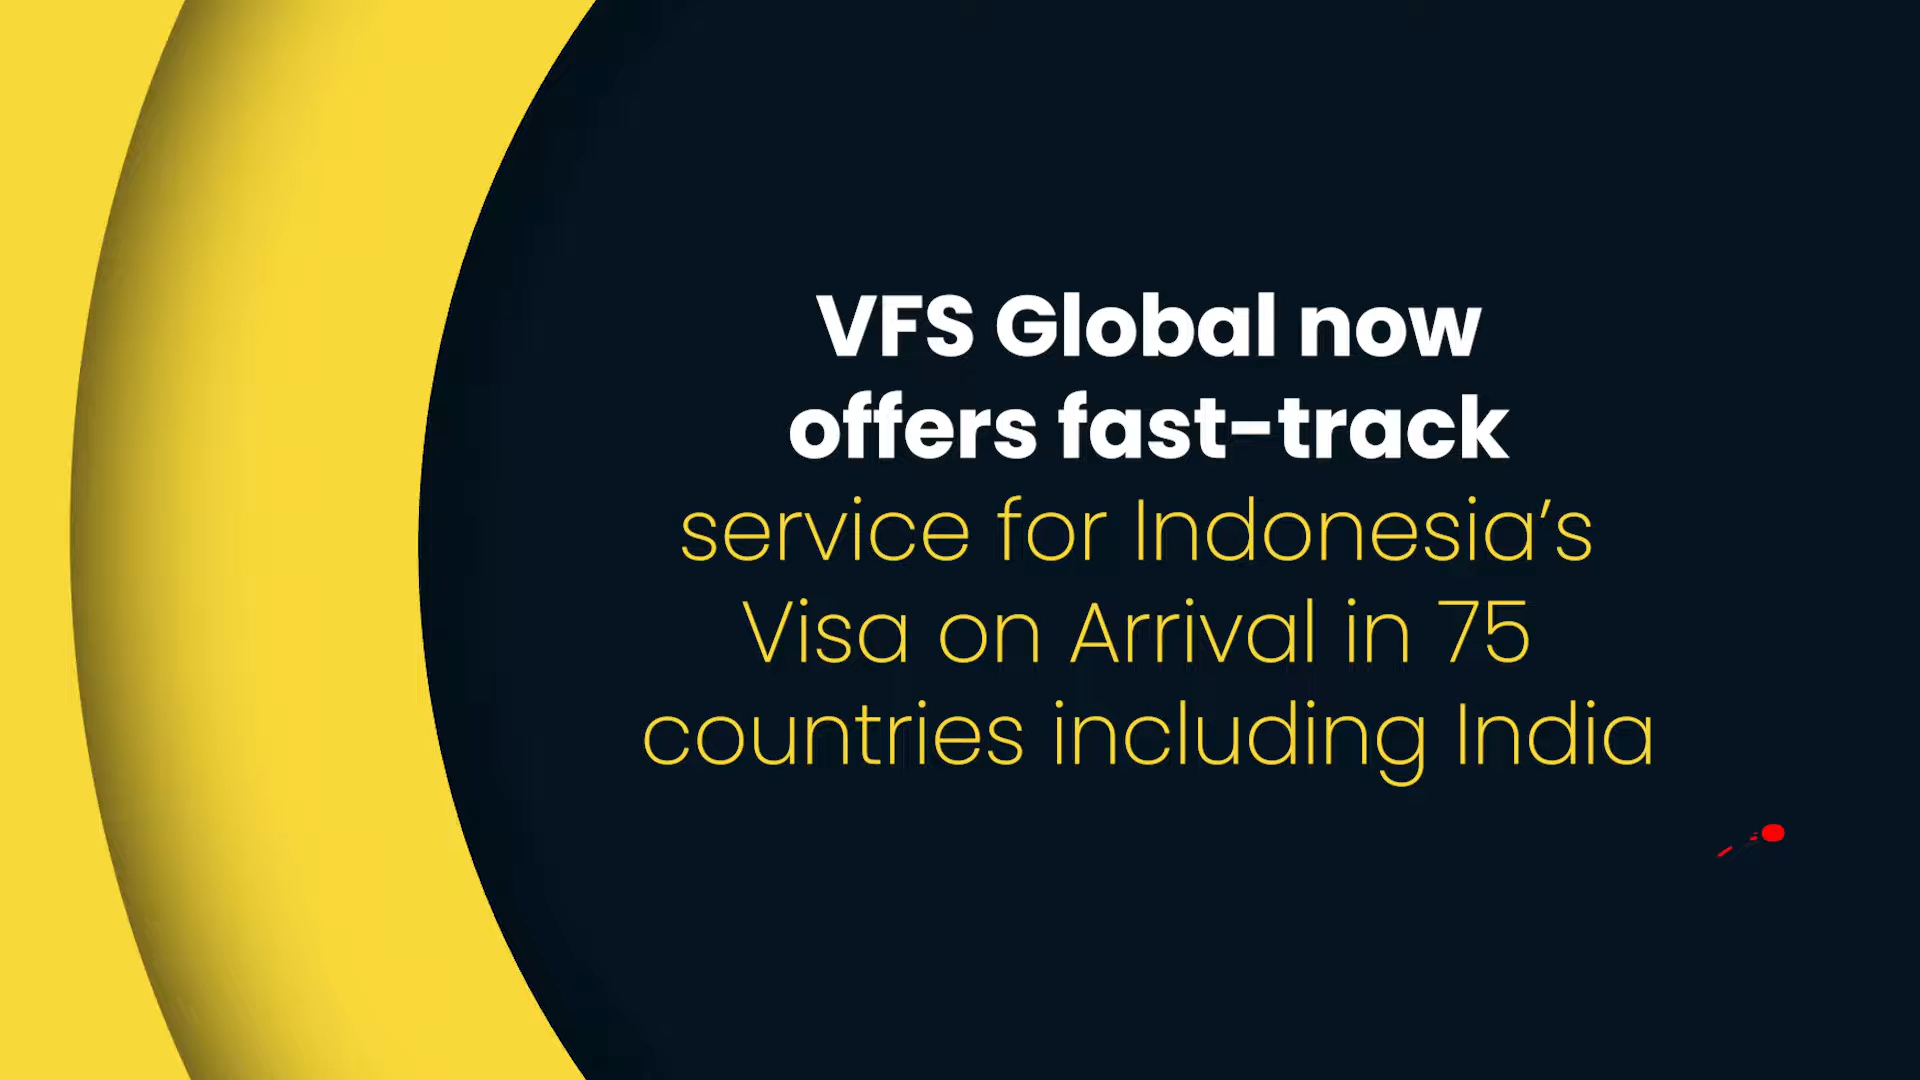 VFS Global now
offers fast-track
service for Indonesia’s
Visa on Arrival in 75
countries including India